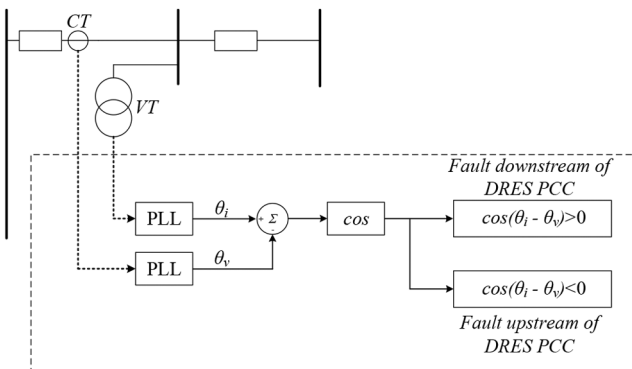 CT
VT
Fault downstream of
DRES PCC
PLL
θi
+ Σ
-
cos
cos(θi - θv)>0
PLL
θv
cos(θi - θv)<0
Fault upstream of
DRES PCC